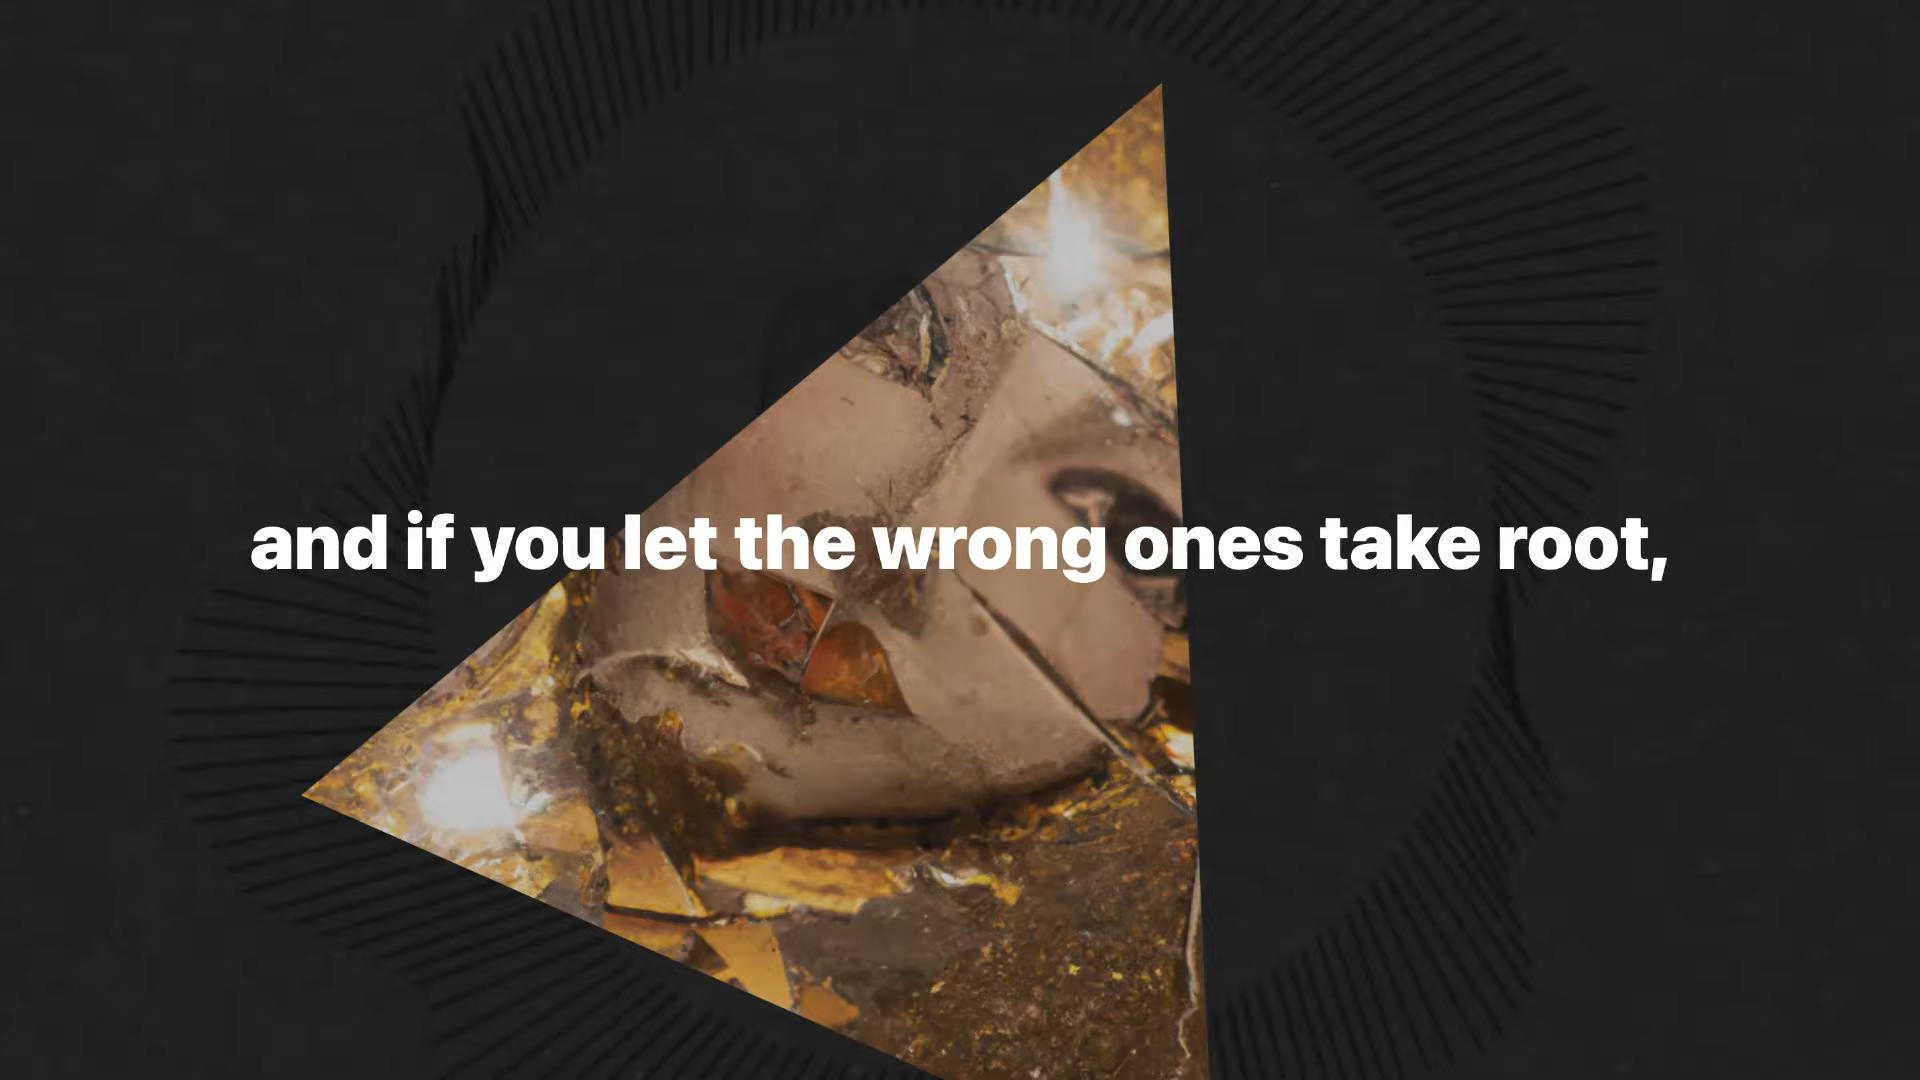 and if you let the wrong ones take root,